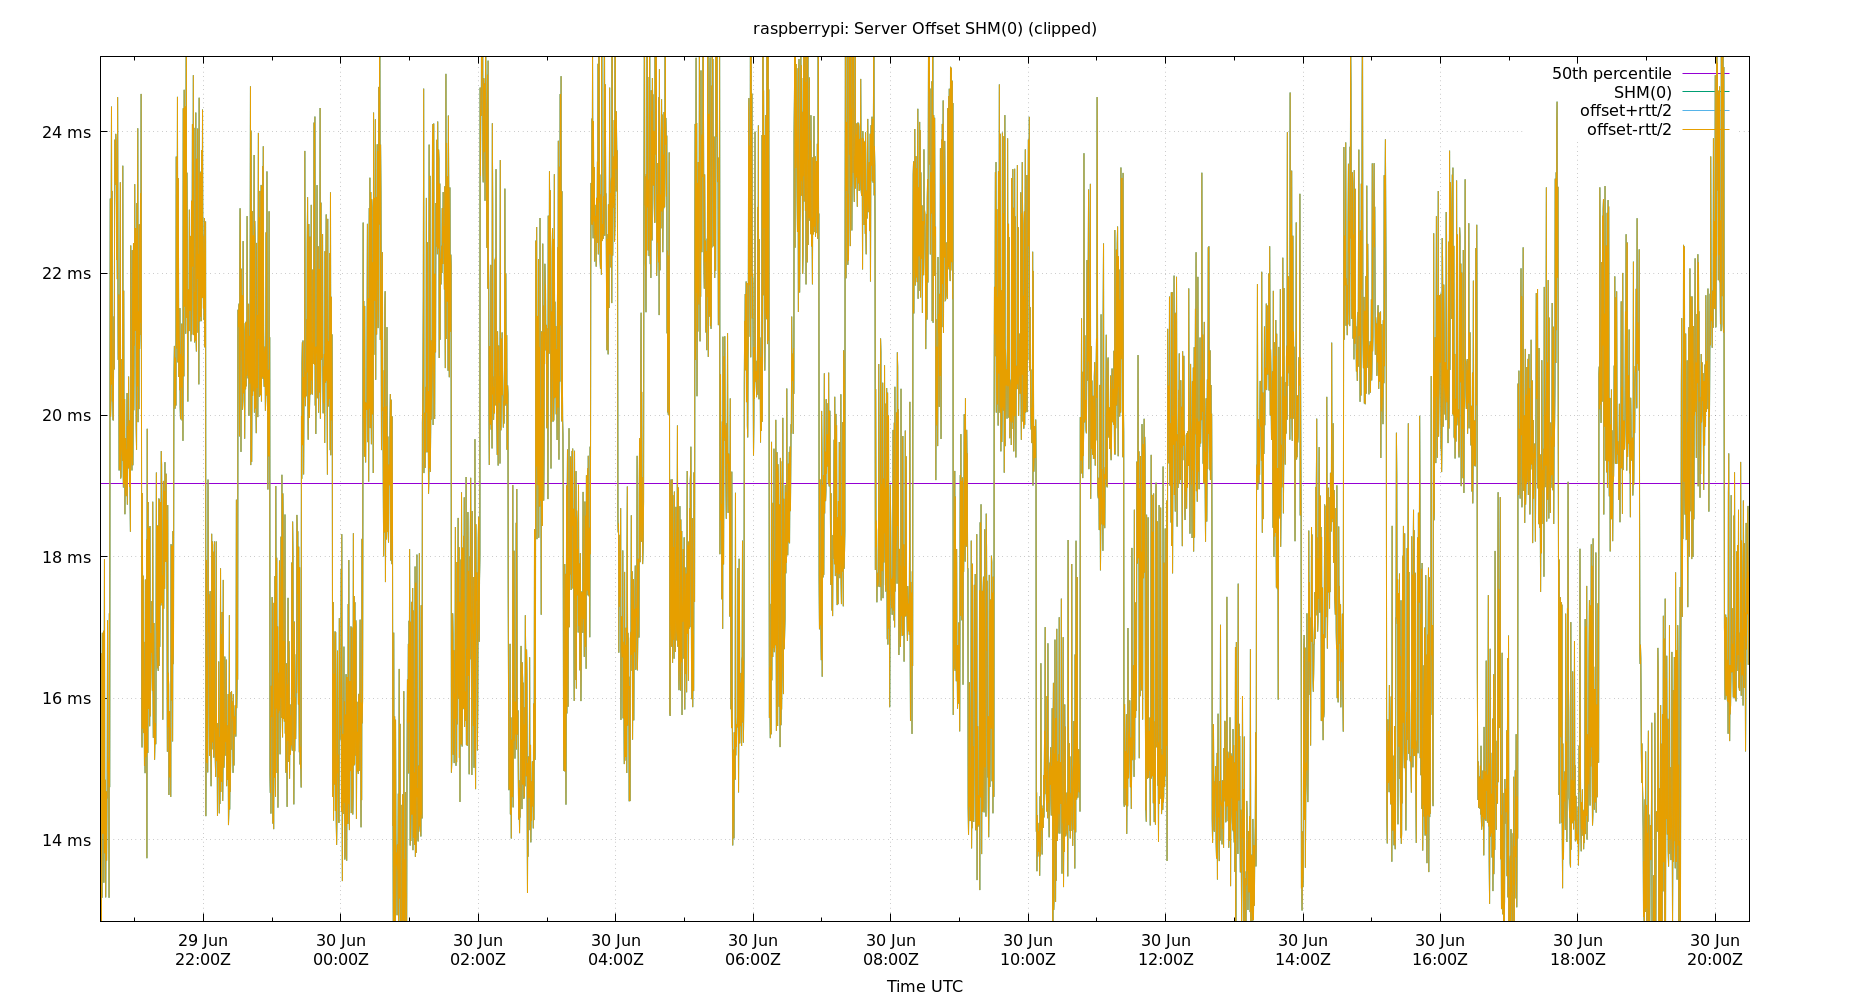 raspberrypi: Server Offset SHM(0) (clipped)
50th percentile
SHM(0)
offset+rtt/2
offset-rtt/2
24 ms
22 ms
20 ms
18 ms
16 ms
14 ms
29 Jun 30 Jun 30 Jun 30 Jun 30 Jun 30 Jun 30 Jun 30 Jun 30 Jun 30 Jun 30 Jun 30 Jun
22:00Z 00:00Z 02:00Z 04:00Z 06:00Z 08:00Z 10:00Z 12:00Z 14:00Z 16:00Z 18:00Z 20:00Z
Time UTC